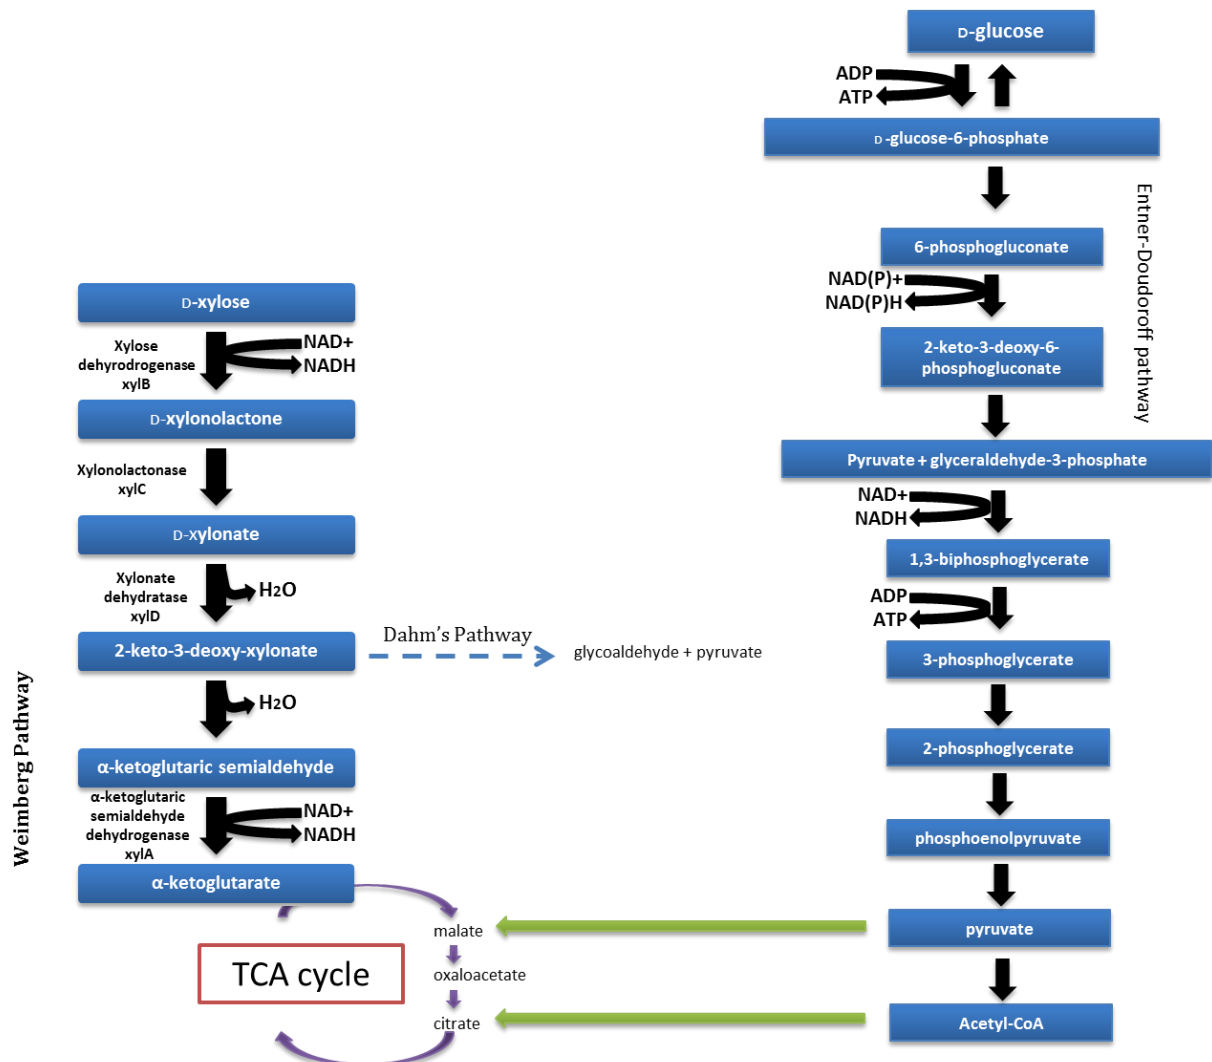 D-glucose
ADP
ATP
D-glucose-6-phosphate
6-phosphogluconate
NAD(P)+
NAD(P)H
2-keto-3-deoxy-6-
phosphogluconate
Entner-Doudoroff pathway
Pyruvate + glyceraldehyde-3-phosphate
NAD+
NADH
1,3-biphosphoglycerate
ADP
ATP
3-phosphoglycerate
2-phosphoglycerate
phosphoenolpyruvate
pyruvate
Acetyl-CoA
D-xylose
Xylose
dehyrodrogenase
xylB
NAD+
NADH
D-xylonolactone
Xylonolactonase
xylC
D-xylonate
Xylonate
dehydratase
xylD
H2O
2-keto-3-deoxy-xylonate
Dahm's Pathway
glycoaldehyde + pyruvate
H2O
Weimberg Pathway
α-ketoglutaric semialdehyde
α-ketoglutaric
semialdehyde
dehydrogenase
xylA
NAD+
NADH
α-ketoglutarate
malate
TCA cycle
oxaloacetate
citrate